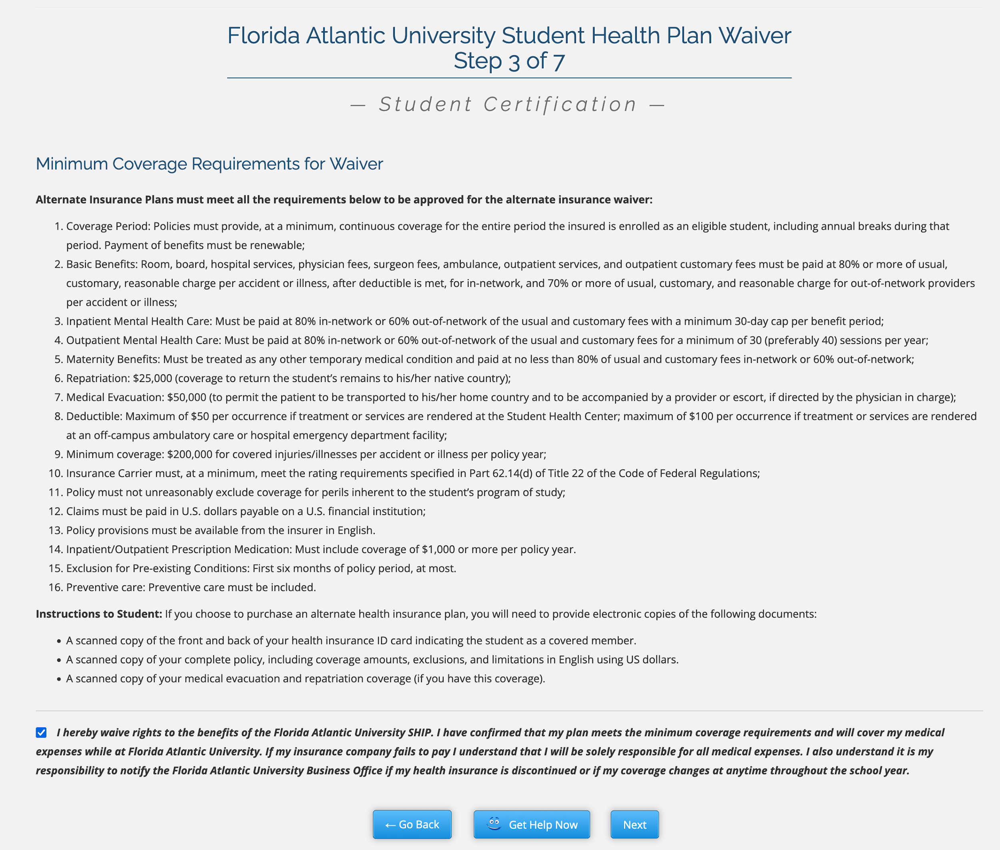 Florida Atlantic University Student Health Plan Waiver
Step 3 of 7
— Student Certification —
Minimum Coverage Requirements for Waiver
Alternate Insurance Plans must meet all the requirements below to be approved for the alternate insurance waiver:
1. Coverage Period: Policies must provide, at a minimum, continuous coverage for the entire period the insured is enrolled as an eligible student, including annual breaks during that
period. Payment of benefits must be renewable;
2. Basic Benefits: Room, board, hospital services, physician fees, surgeon fees, ambulance, outpatient services, and outpatient customary fees must be paid at 80% or more of usual,
customary, reasonable charge per accident or illness, after deductible is met, for in-network, and 70% or more of usual, customary, and reasonable charge for out-of-network providers
per accident or illness;
3. Inpatient Mental Health Care: Must be paid at 80% in-network or 60% out-of-network of the usual and customary fees with a minimum 30-day cap per benefit period;
4. Outpatient Mental Health Care: Must be paid at 80% in-network or 60% out-of-network of the usual and customary fees for a minimum of 30 (preferably 40) sessions per year;
5. Maternity Benefits: Must be treated as any other temporary medical condition and paid at no less than 80% of usual and customary fees in-network or 60% out-of-network;
6. Repatriation: $25,000 (coverage to return the student’s remains to his/her native country);
7. Medical Evacuation: $50,000 (to permit the patient to be transported to his/her home country and to be accompanied by a provider or escort, if directed by the physician in charge);
8. Deductible: Maximum of $50 per occurrence if treatment or services are rendered at the Student Health Center; maximum of $100 per occurrence if treatment or services are rendered
at an off-campus ambulatory care or hospital emergency department facility;
9. Minimum coverage: $200,000 for covered injuries/illnesses per accident or illness per policy year;
10. Insurance Carrier must, at a minimum, meet the rating requirements specified in Part 62.14(d) of Title 22 of the Code of Federal Regulations;
11. Policy must not unreasonably exclude coverage for perils inherent to the student’s program of study;
12. Claims must be paid in U.S. dollars payable on a U.S. financial institution;
13. Policy provisions must be available from the insurer in English.
14. Inpatient/Outpatient Prescription Medication: Must include coverage of $1,000 or more per policy year.
15. Exclusion for Pre-existing Conditions: First six months of policy period, at most.
16. Preventive care: Preventive care must be included.
Instructions to Student: If you choose to purchase an alternate health insurance plan, you will need to provide electronic copies of the following documents:
• A scanned copy of the front and back of your health insurance ID card indicating the student as a covered member.
• A scanned copy of your complete policy, including coverage amounts, exclusions, and limitations in English using US dollars.
• A scanned copy of your medical evacuation and repatriation coverage (if you have this coverage).
I hereby waive rights to the benefits of the Florida Atlantic University SHIP. I have confirmed that my plan meets the minimum coverage requirements and will cover my medical
expenses while at Florida Atlantic University. If my insurance company fails to pay I understand that I will be solely responsible for all medical expenses. I also understand it is my
responsibility to notify the Florida Atlantic University Business Office if my health insurance is discontinued or if my coverage changes at anytime throughout the school year.
← Go Back
Get Help Now
Next